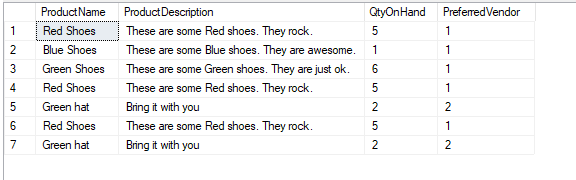 ProductName ProductDescription QtyOnHand PreferredVendor
1 Red Shoes These are some Red shoes. They rock. 5 1
2 Blue Shoes These are some Blue shoes. They are awesome. 1 1
3 Green Shoes These are some Green shoes. They are just ok. 6 1
4 Red Shoes These are some Red shoes. They rock. 5 1
5 Green hat Bring it with you 2 2
6 Red Shoes These are some Red shoes. They rock. 5 1
7 Green hat Bring it with you 2 2